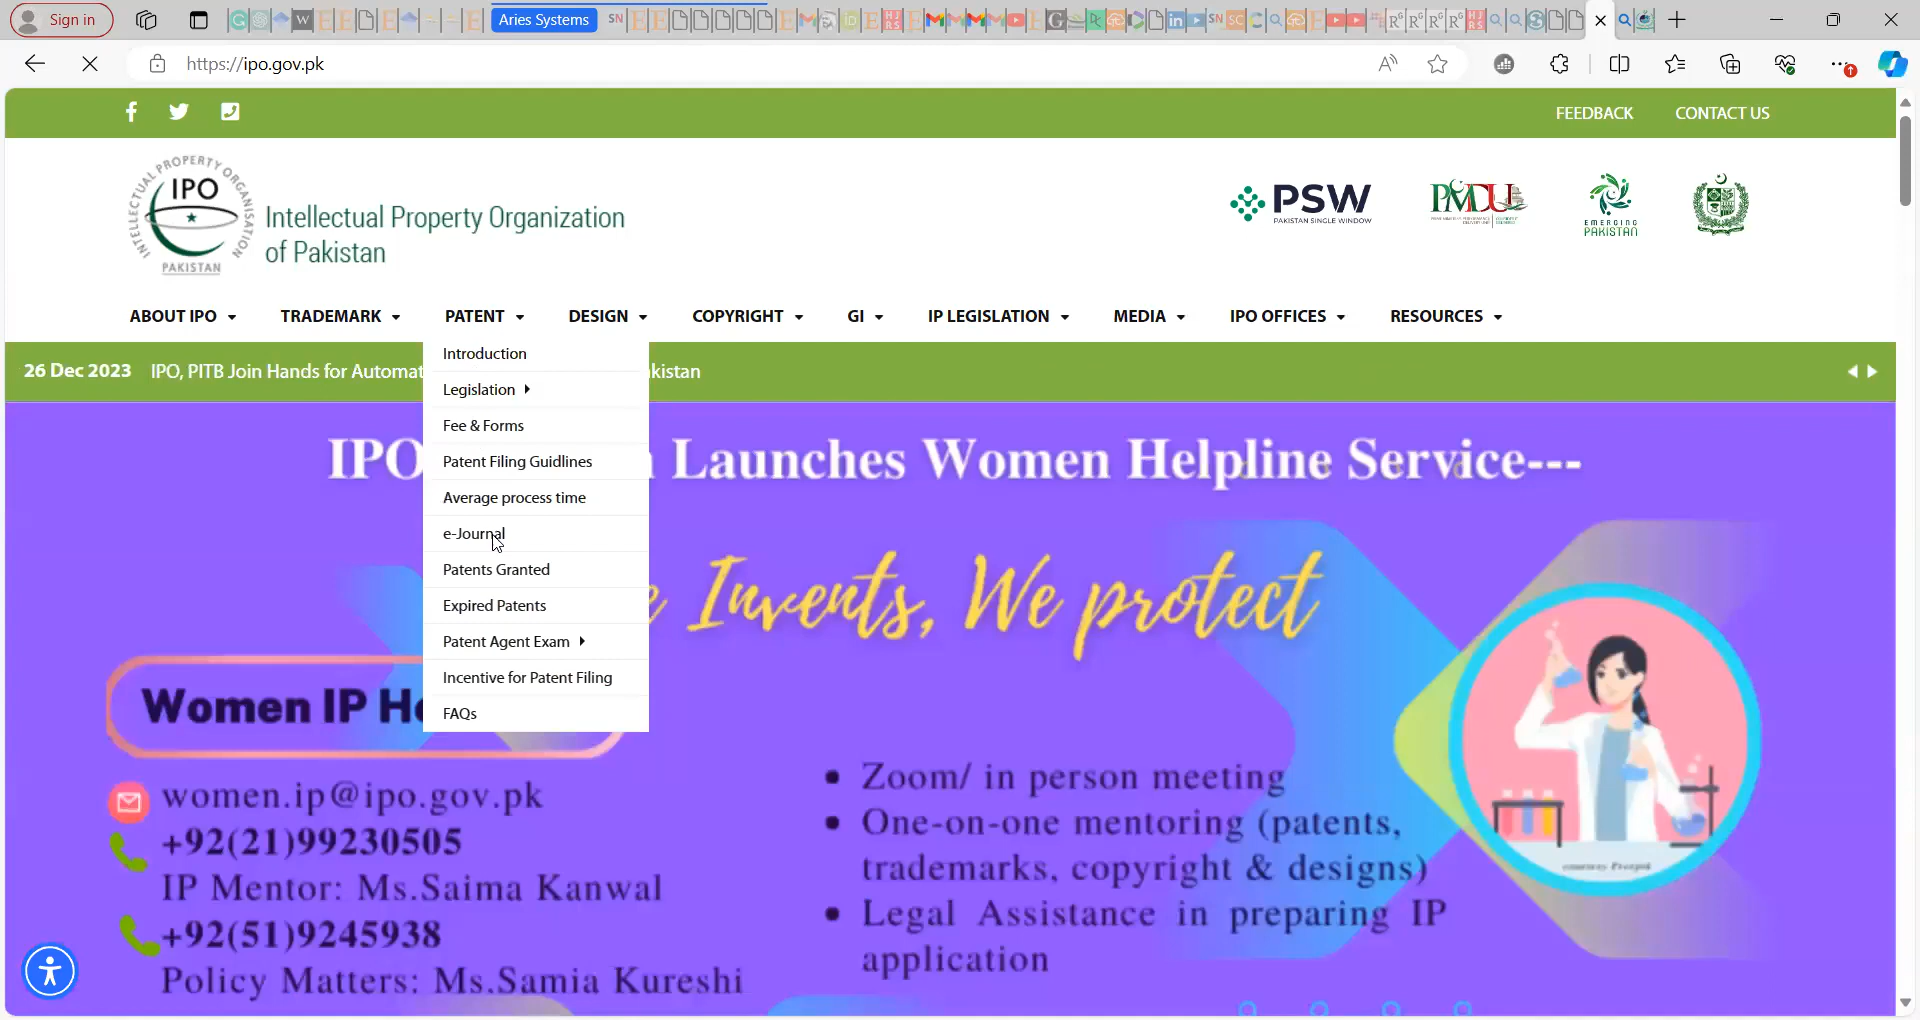 Sign in
Aries Systems
https://ipo.gov.pk
FEEDBACK
CONTACT US
INTELLECTUAL PROPERTY ORGANISATION
IPO
PAKISTAN
Intellectual Property Organization
of Pakistan
PSW
PAKISTAN SINGLE WINDOW
PMDU
EMERGING
PAKISTAN
ABOUT IPO
TRADEMARK
PATENT
DESIGN
COPYRIGHT
GI
IP LEGISLATION
MEDIA
IPO OFFICES
RESOURCES
26 Dec 2023 IPO, PITB Join Hands for Automat
kistan
Introduction
Legislation
Fee & Forms
Patent Filing Guidlines
Average process time
e-Journal
Patents Granted
Expired Patents
Patent Agent Exam
Incentive for Patent Filing
FAQs
IPO Launches Women Helpline Service---
e Invents, We protect
Women IP He
women.ip@ipo.gov.pk
+92(21)99230505
IP Mentor: Ms.Saima Kanwal
+92(51)9245938
Policy Matters: Ms.Samia Kureshi
Zoom/ in person meeting
One-on-one mentoring (patents,
trademarks, copyright & designs)
Legal Assistance in preparing IP
application